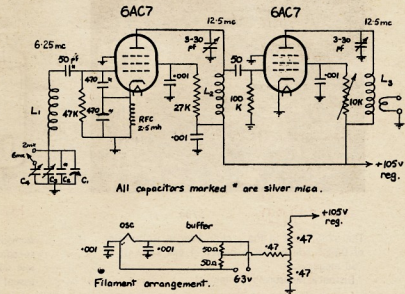 6AC7
6AC7
12·5mc
12·5mc
3-30
pf
3-30
pf
6·25mc
50 pf *
470 *
470 *
47K
L₁
RFC
2·5mh
·001
27K
·001
L₂
50
100
K
·001
10K
L₃
2mc
6mc
*
C₄ C₃ C₂ C₁
+105V
reg.
All capacitors marked * are silver mica.
osc
buffer
·001
·001
50Ω
50Ω
63v
·47
·47
·47
+105v
reg.
Filament arrangement.